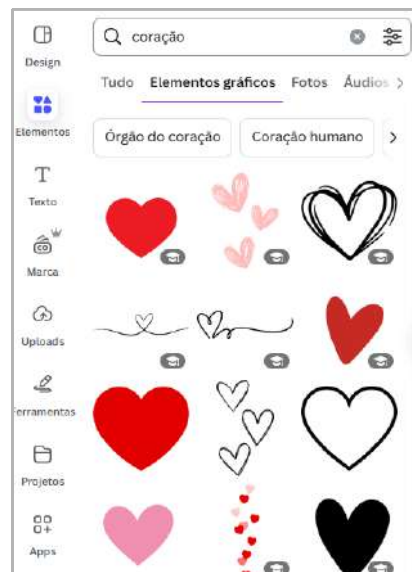 coração
Design
Tudo Elementos gráficos Fotos Áudios
Elementos
Órgão do coração Coração humano
Texto
Marca
Uploads
Ferramentas
Projetos
Apps